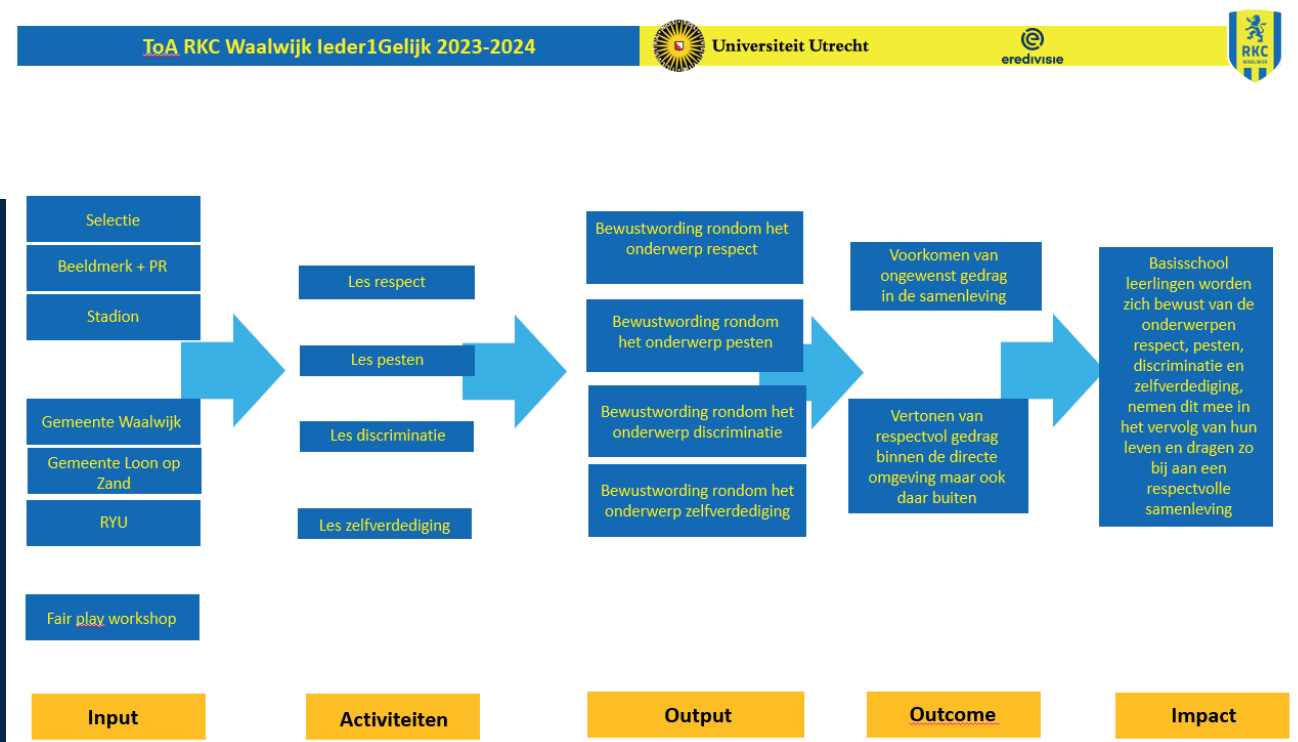 ToA RKC Waalwijk Ieder1Gelijk 2023-2024
Universiteit Utrecht
eredivisie
RKC
WAALWIJK
Selectie
Beeldmerk + PR
Stadion
Gemeente Waalwijk
Gemeente Loon op
Zand
RYU
Fair play workshop
Input
Les respect
Les pesten
Les discriminatie
Les zelfverdediging
Activiteiten
Bewustwording rondom het
onderwerp respect
Bewustwording rondom
het onderwerp pesten
Bewustwording rondom het
onderwerp discriminatie
Bewustwording rondom het
onderwerp zelfverdediging
Output
Voorkomen van
ongewenst gedrag
in de samenleving
Vertonen van
respectvol gedrag
binnen de directe
omgeving maar ook
daar buiten
Outcome
Basisschool
leerlingen worden
zich bewust van de
onderwerpen
respect, pesten,
discriminatie en
zelfverdediging,
nemen dit mee in
het vervolg van hun
leven en dragen zo
bij aan een
respectvolle
samenleving
Impact